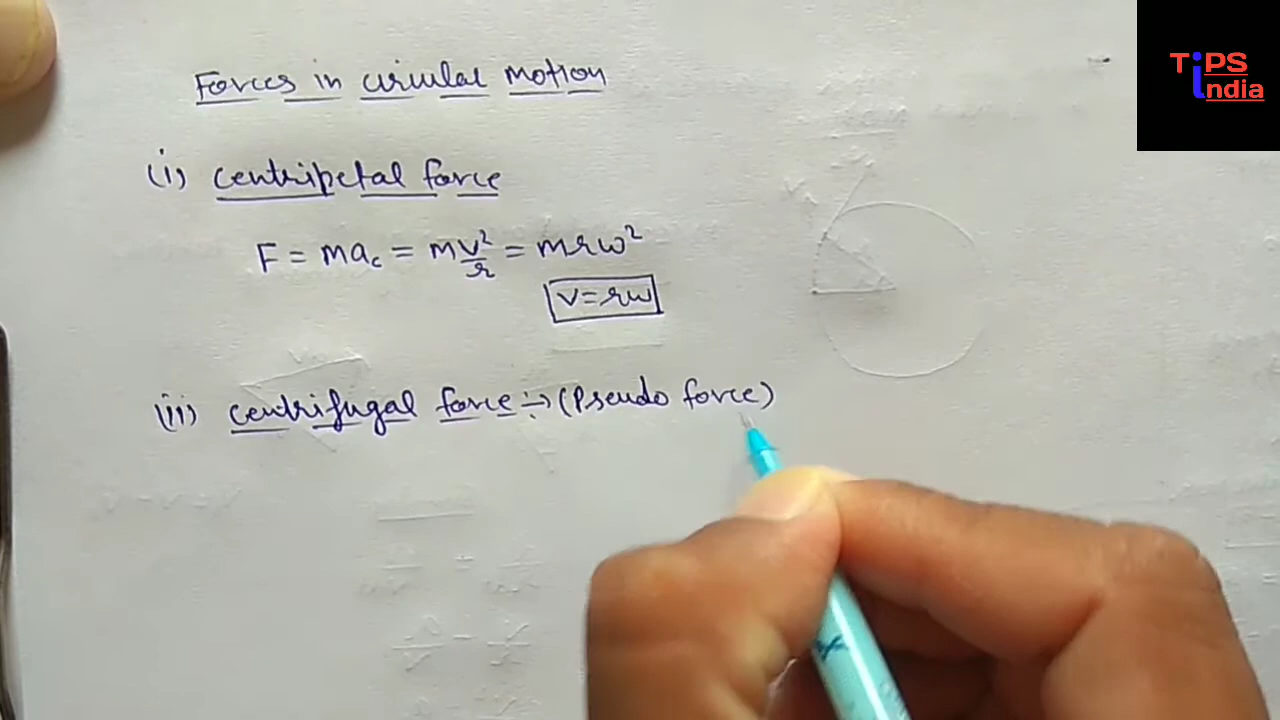 TiPS
india
Forces in circular motion
(i) centripetal force
F = mac = mv²/r = mrω²
v=rω
(ii) centrifugal force :→ (Pseudo force)